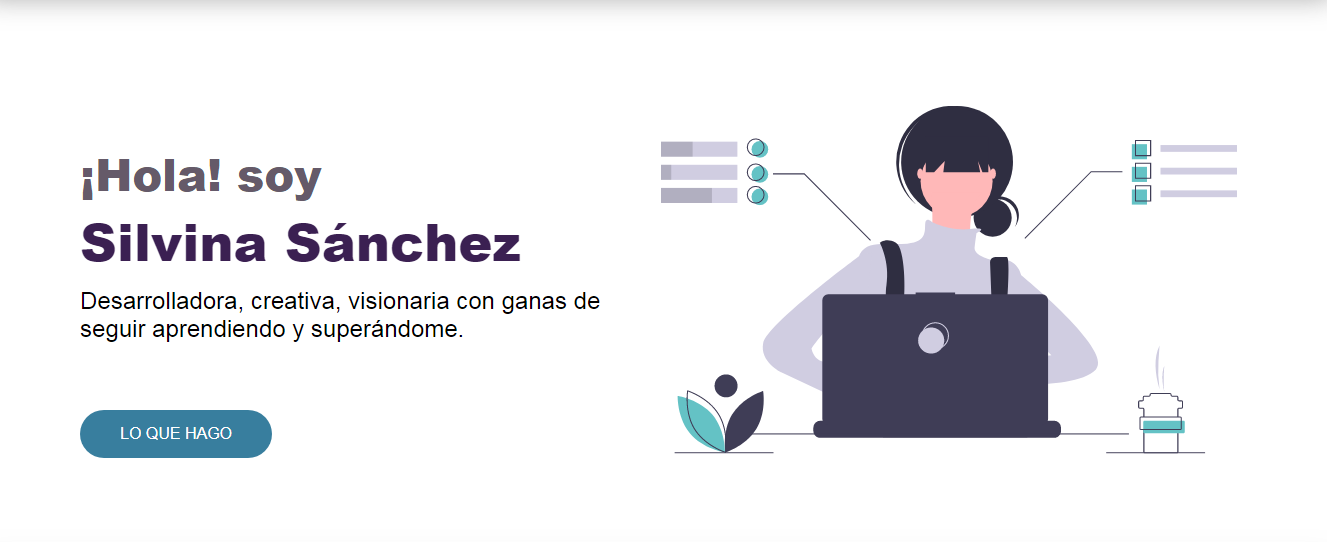 ¡Hola! soy
Silvina Sánchez
Desarrolladora, creativa, visionaria con ganas de
seguir aprendiendo y superándome.
LO QUE HAGO